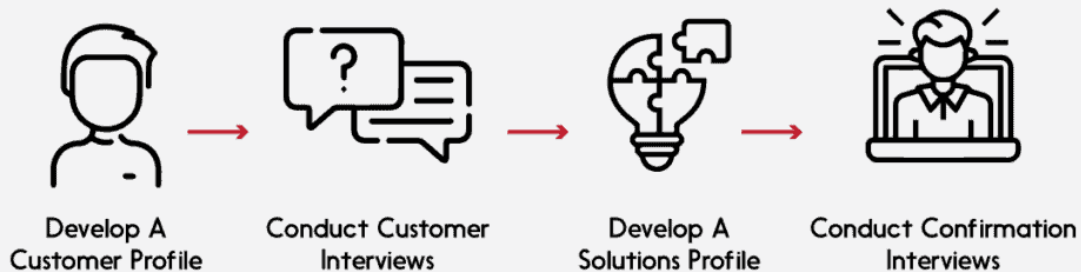 ?
Develop A
Customer Profile
Conduct Customer
Interviews
Develop A
Solutions Profile
Conduct Confirmation
Interviews